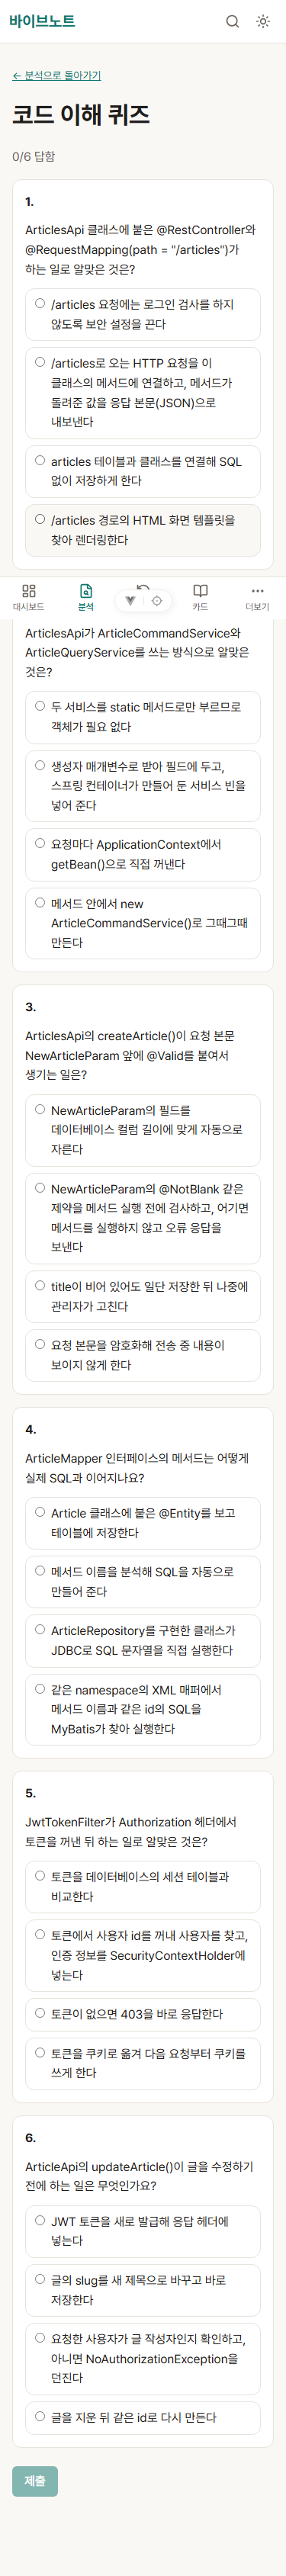 바이브노트
← 분석으로 돌아가기
코드 이해 퀴즈
0/6 답함
1.
ArticlesApi 클래스에 붙은 @RestController와
@RequestMapping(path = "/articles")가
하는 일로 알맞은 것은?
/articles 요청에는 로그인 검사를 하지
않도록 보안 설정을 끈다
/articles로 오는 HTTP 요청을 이
클래스의 메서드에 연결하고, 메서드가
돌려준 값을 응답 본문(JSON)으로
내보낸다
articles 테이블과 클래스를 연결해 SQL
없이 저장하게 한다
/articles 경로의 HTML 화면 템플릿을
찾아 렌더링한다
대시보드
분석
카드
더보기
ArticlesApi가 ArticleCommandService와
ArticleQueryService를 쓰는 방식으로 알맞은
것은?
두 서비스를 static 메서드로만 부르므로
객체가 필요 없다
생성자 매개변수로 받아 필드에 두고,
스프링 컨테이너가 만들어 둔 서비스 빈을
넣어 준다
요청마다 ApplicationContext에서
getBean()으로 직접 꺼낸다
메서드 안에서 new
ArticleCommandService()로 그때그때
만든다
3.
ArticlesApi의 createArticle()이 요청 본문
NewArticleParam 앞에 @Valid를 붙여서
생기는 일은?
NewArticleParam의 필드를
데이터베이스 컬럼 길이에 맞게 자동으로
자른다
NewArticleParam의 @NotBlank 같은
제약을 메서드 실행 전에 검사하고, 어기면
메서드를 실행하지 않고 오류 응답을
보낸다
title이 비어 있어도 일단 저장한 뒤 나중에
관리자가 고친다
요청 본문을 암호화해 전송 중 내용이
보이지 않게 한다
4.
ArticleMapper 인터페이스의 메서드는 어떻게
실제 SQL과 이어지나요?
Article 클래스에 붙은 @Entity를 보고
테이블에 저장한다
메서드 이름을 분석해 SQL을 자동으로
만들어 준다
ArticleRepository를 구현한 클래스가
JDBC로 SQL 문자열을 직접 실행한다
같은 namespace의 XML 매퍼에서
메서드 이름과 같은 id의 SQL을
MyBatis가 찾아 실행한다
5.
JwtTokenFilter가 Authorization 헤더에서
토큰을 꺼낸 뒤 하는 일로 알맞은 것은?
토큰을 데이터베이스의 세션 테이블과
비교한다
토큰에서 사용자 id를 꺼내 사용자를 찾고,
인증 정보를 SecurityContextHolder에
넣는다
토큰이 없으면 403을 바로 응답한다
토큰을 쿠키로 옮겨 다음 요청부터 쿠키를
쓰게 한다
6.
ArticleApi의 updateArticle()이 글을 수정하기
전에 하는 일은 무엇인가요?
JWT 토큰을 새로 발급해 응답 헤더에
넣는다
글의 slug를 새 제목으로 바꾸고 바로
저장한다
요청한 사용자가 글 작성자인지 확인하고,
아니면 NoAuthorizationException을
던진다
글을 지운 뒤 같은 id로 다시 만든다
제출